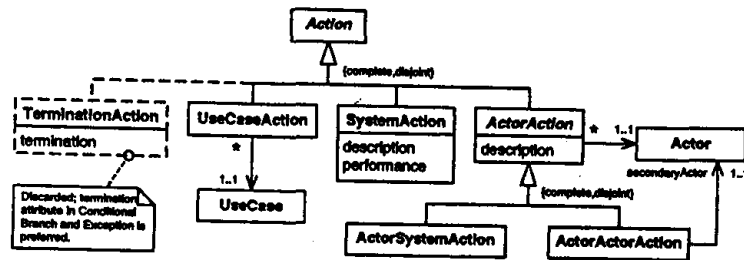 Action
{complete,disjoint}
TerminationAction
termination
UseCaseAction
SystemAction
description
performance
ActorAction
description
*
1..1
Actor
secondaryActor
1..
*
1..1
UseCase
Discarded; termination
attribute in Conditional
Branch and Exception is
preferred.
{complete,disjoint}
ActorSystemAction
ActorActorAction